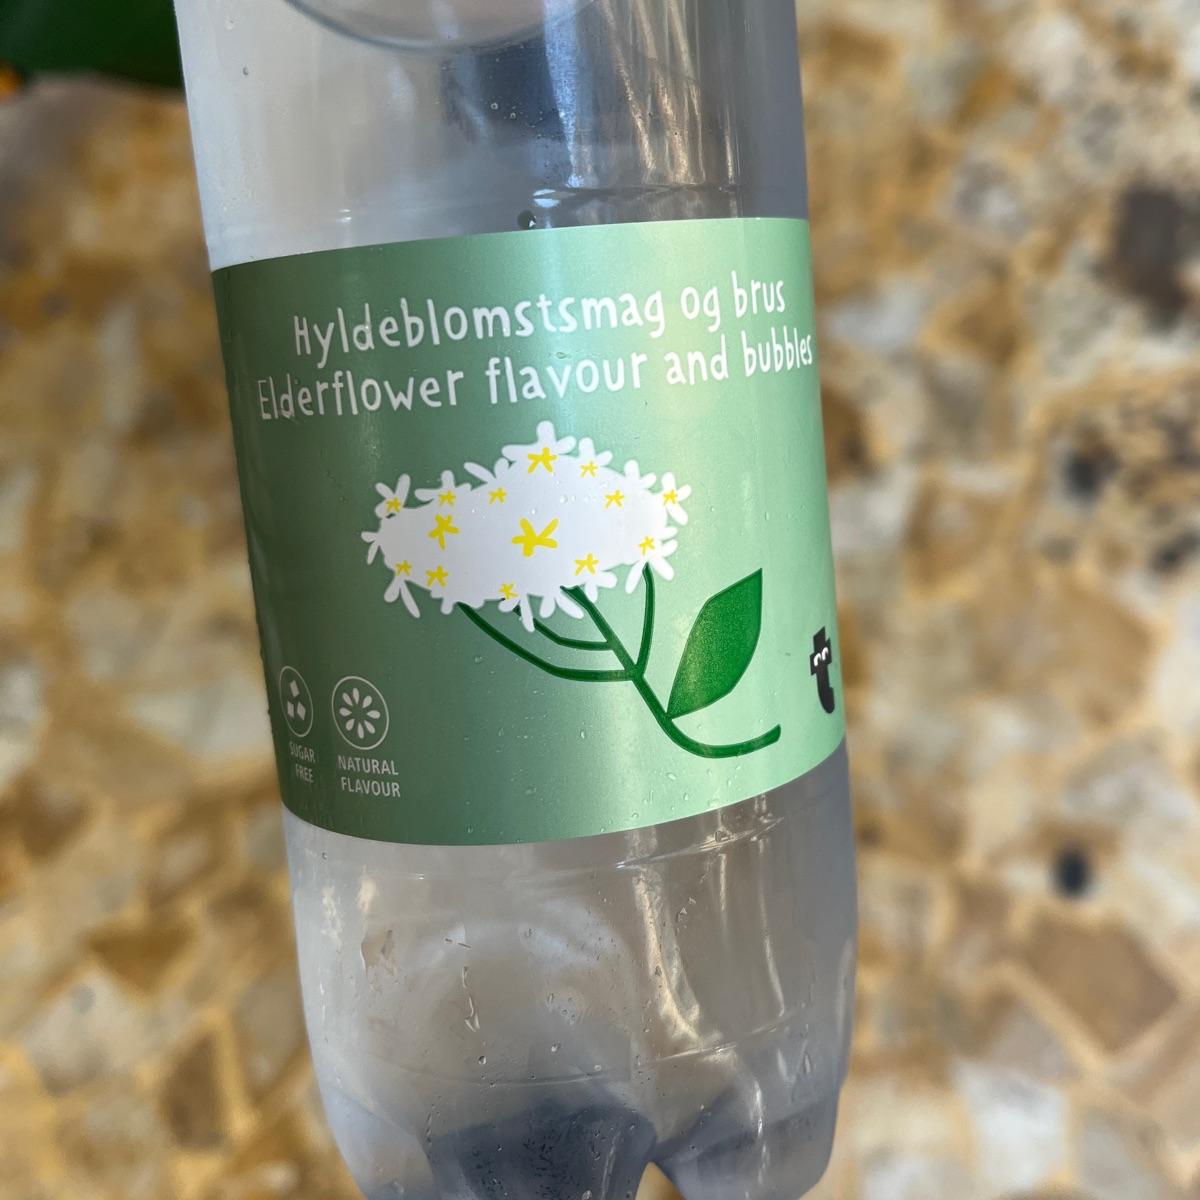 Hyldeblomstsmag og brus
Elderflower flavour and bubbles
SUGAR
FREE
NATURAL
FLAVOUR
t